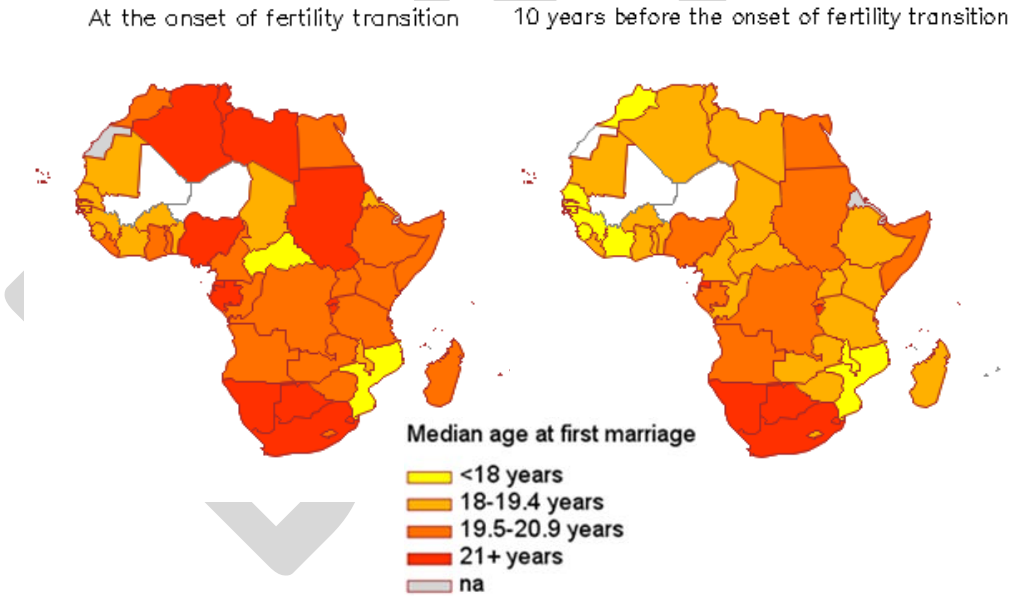 At the onset of fertility transition
10 years before the onset of fertility transition
Median age at first marriage
<18 years
18-19.4 years
19.5-20.9 years
21+ years
na